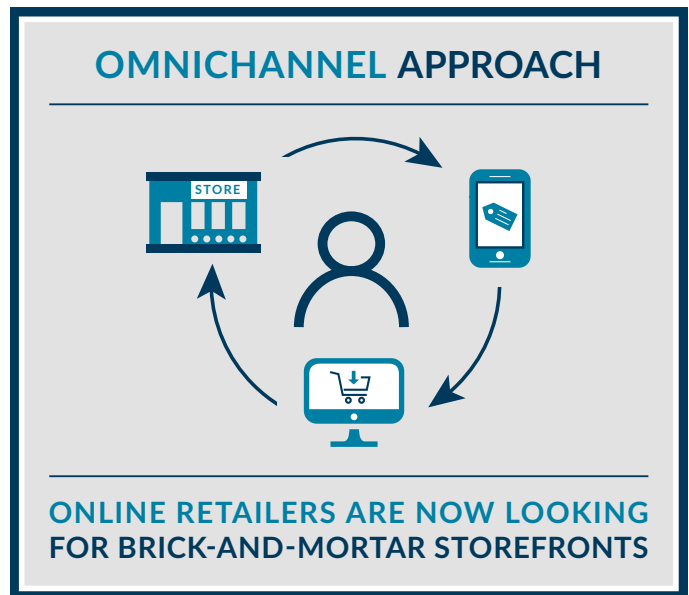 OMNICHANNEL APPROACH
STORE
ONLINE RETAILERS ARE NOW LOOKING
FOR BRICK-AND-MORTAR STOREFRONTS